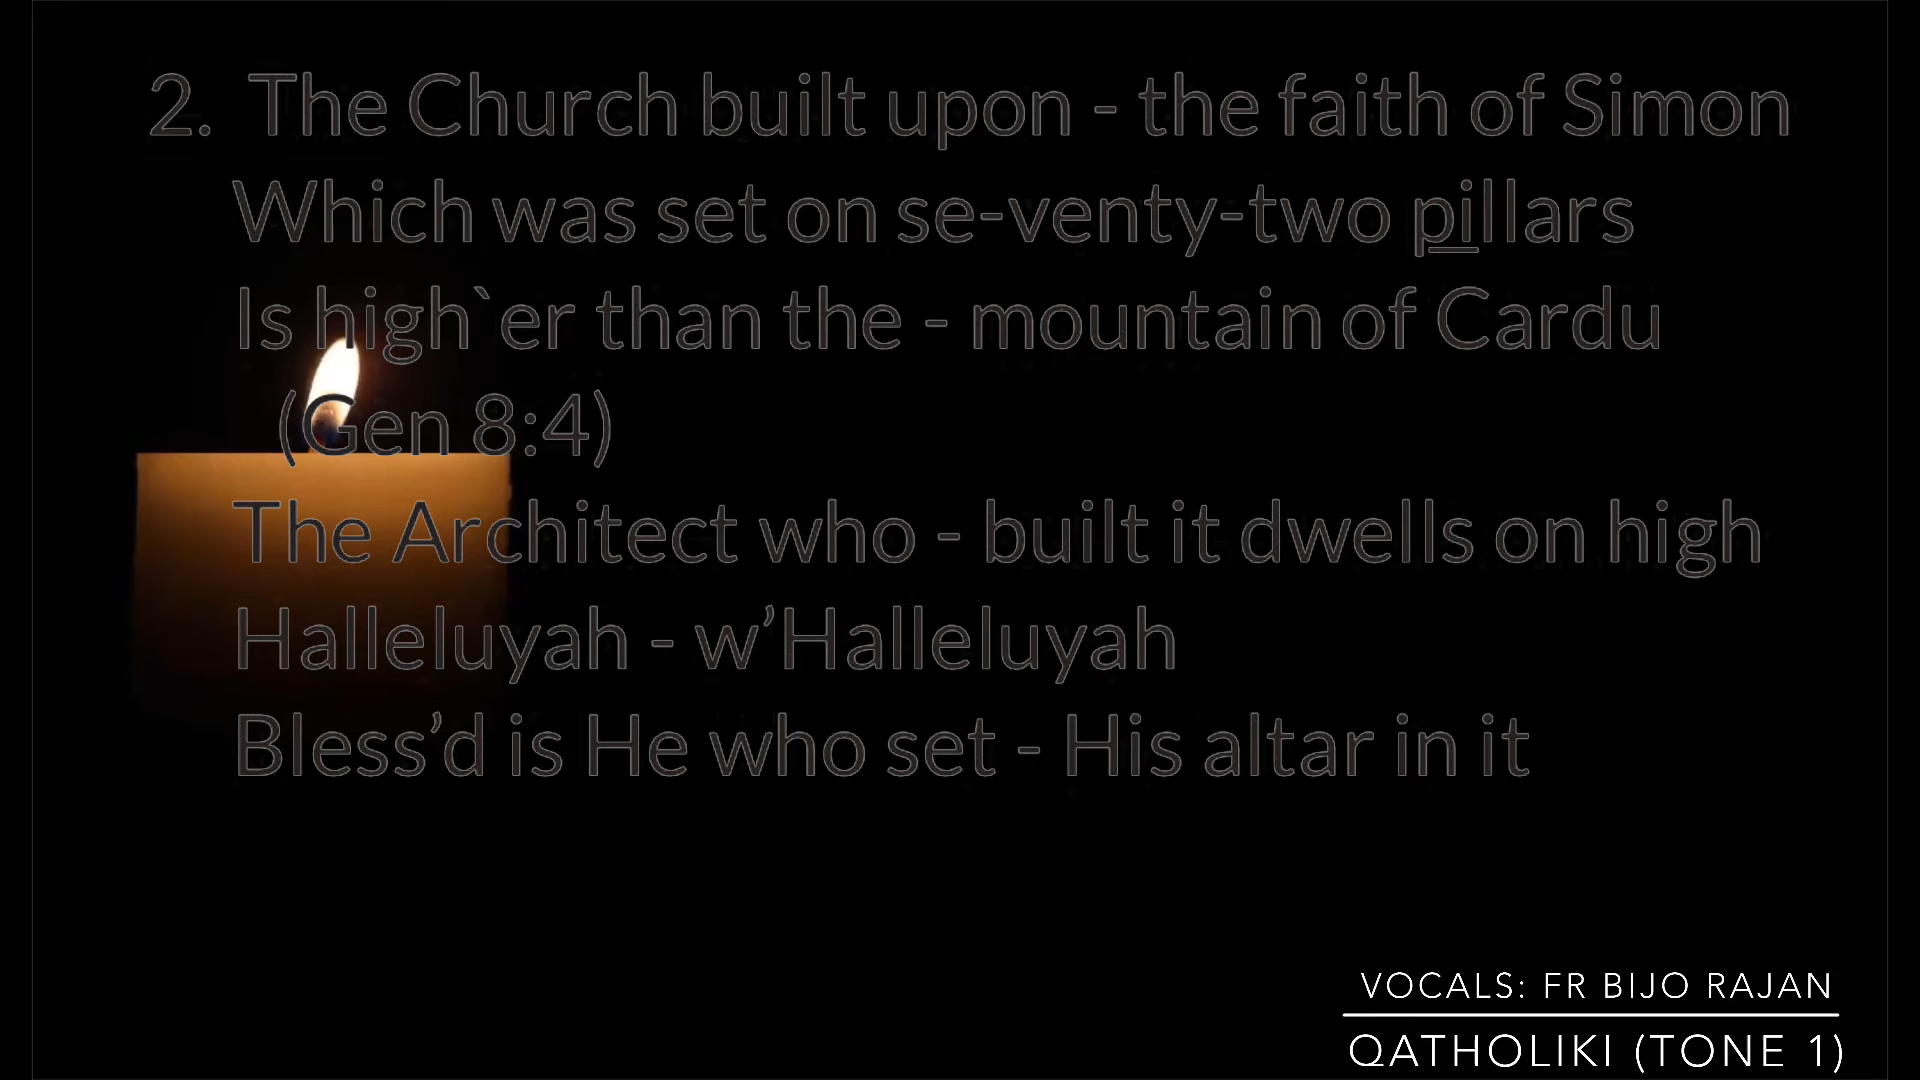 2. The Church built upon - the faith of Simon
Which was set on se-venty-two pillars
Is high`er than the - mountain of Cardu
(Gen 8:4)
The Architect who - built it dwells on high
Halleluyah - w’Halleluyah
Bless’d is He who set - His altar in it
VOCALS: FR BIJO RAJAN
QATHOLIKI (TONE 1)